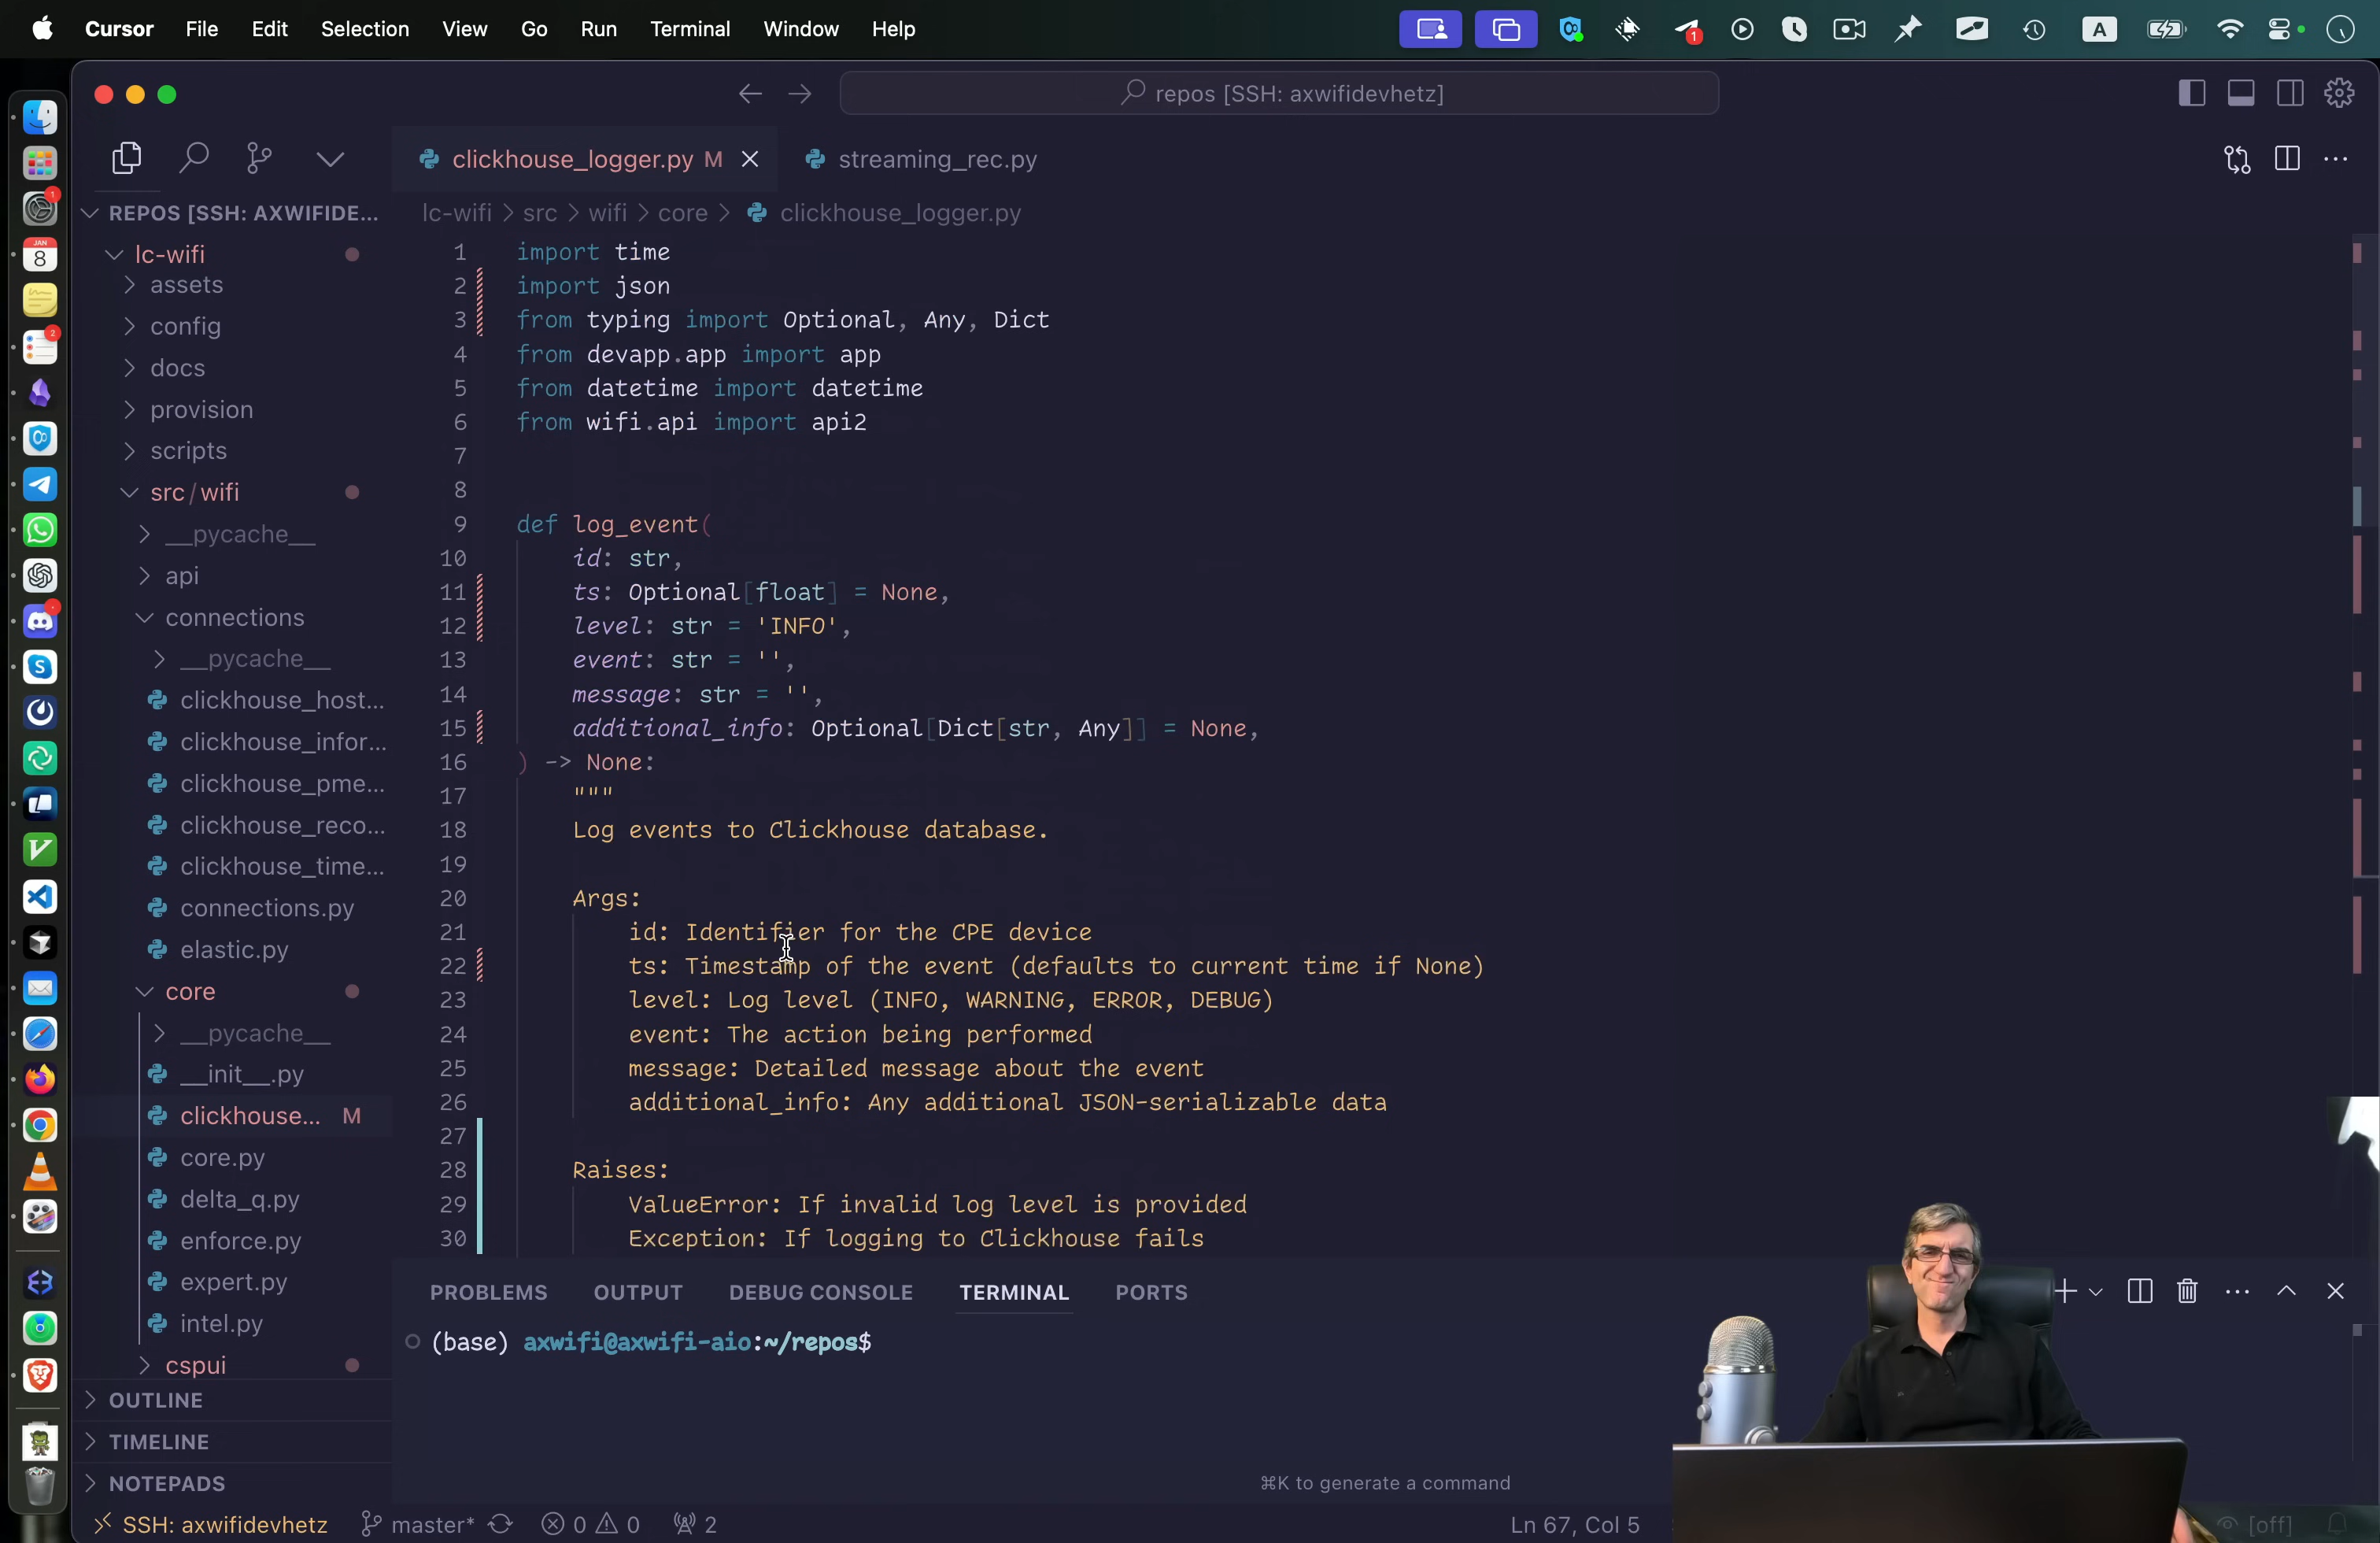 Cursor File Edit Selection View Go Run Terminal Window Help
1
A
repos [SSH: axwifidevhetz]
clickhouse_logger.py M
streaming_rec.py
REPOS [SSH: AXWIFIDE...
lc-wifi > src > wifi > core > clickhouse_logger.py
lc-wifi
assets
config
docs
provision
scripts
src/wifi
__pycache__
api
connections
__pycache__
clickhouse_host...
clickhouse_infor...
clickhouse_pme...
clickhouse_reco...
clickhouse_time...
connections.py
elastic.py
core
__pycache__
__init__.py
clickhouse... M
core.py
delta_q.py
enforce.py
expert.py
intel.py
cspui
OUTLINE
TIMELINE
NOTEPADS
1
JAN
8
2
1 import time
2 import json
3 from typing import Optional, Any, Dict
4 from devapp.app import app
5 from datetime import datetime
6 from wifi.api import api2
7
8
9 def log_event(
10 id: str,
11 ts: Optional[float] = None,
12 level: str = 'INFO',
13 event: str = '',
14 message: str = '',
15 additional_info: Optional[Dict[str, Any]] = None,
16 ) -> None:
17 """
18 Log events to Clickhouse database.
19
20 Args:
21 id: Identifier for the CPE device
22 ts: Timestamp of the event (defaults to current time if None)
23 level: Log level (INFO, WARNING, ERROR, DEBUG)
24 event: The action being performed
25 message: Detailed message about the event
26 additional_info: Any additional JSON-serializable data
27
28 Raises:
29 ValueError: If invalid log level is provided
30 Exception: If logging to Clickhouse fails
PROBLEMS OUTPUT DEBUG CONSOLE TERMINAL PORTS
(base) axwifi@axwifi-aio:~/repos$
⌘K to generate a command
SSH: axwifidevhetz master* 0 0 2
Ln 67, Col 5
[off]